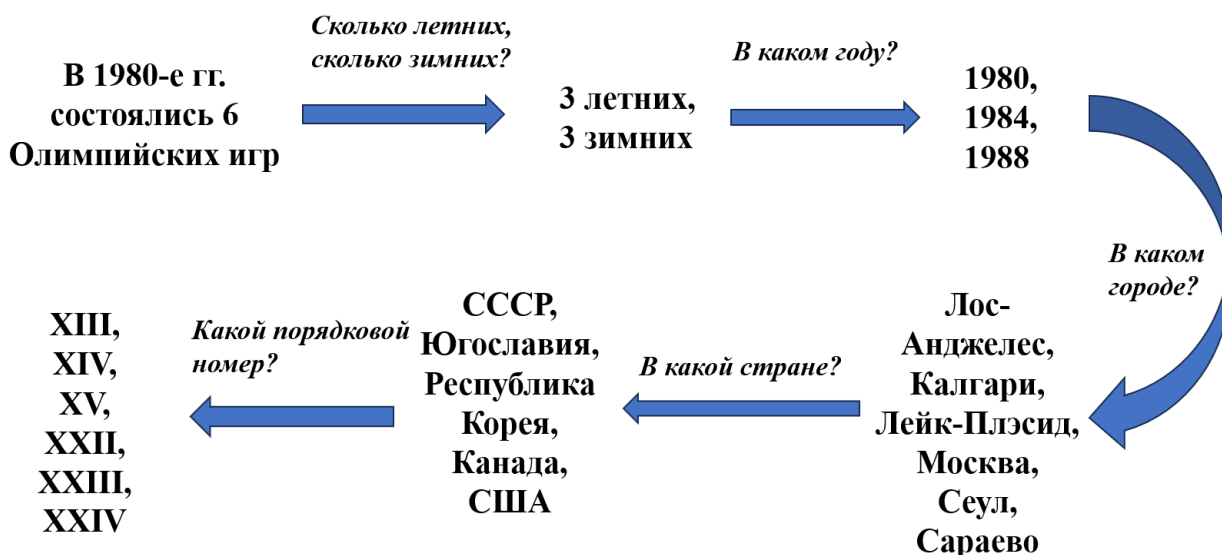 В 1980-е гг.
состоялись 6
Олимпийских игр
Сколько летних,
сколько зимних?
3 летних,
3 зимних
В каком году?
1980,
1984,
1988
В каком
городе?
Лос-
Анджелес,
Калгари,
Лейк-Плэсид,
Москва,
Сеул,
Сараево
В какой стране?
СССР,
Югославия,
Республика
Корея,
Канада,
США
Какой порядковой
номер?
XIII,
XIV,
XV,
XXII,
XXIII,
XXIV